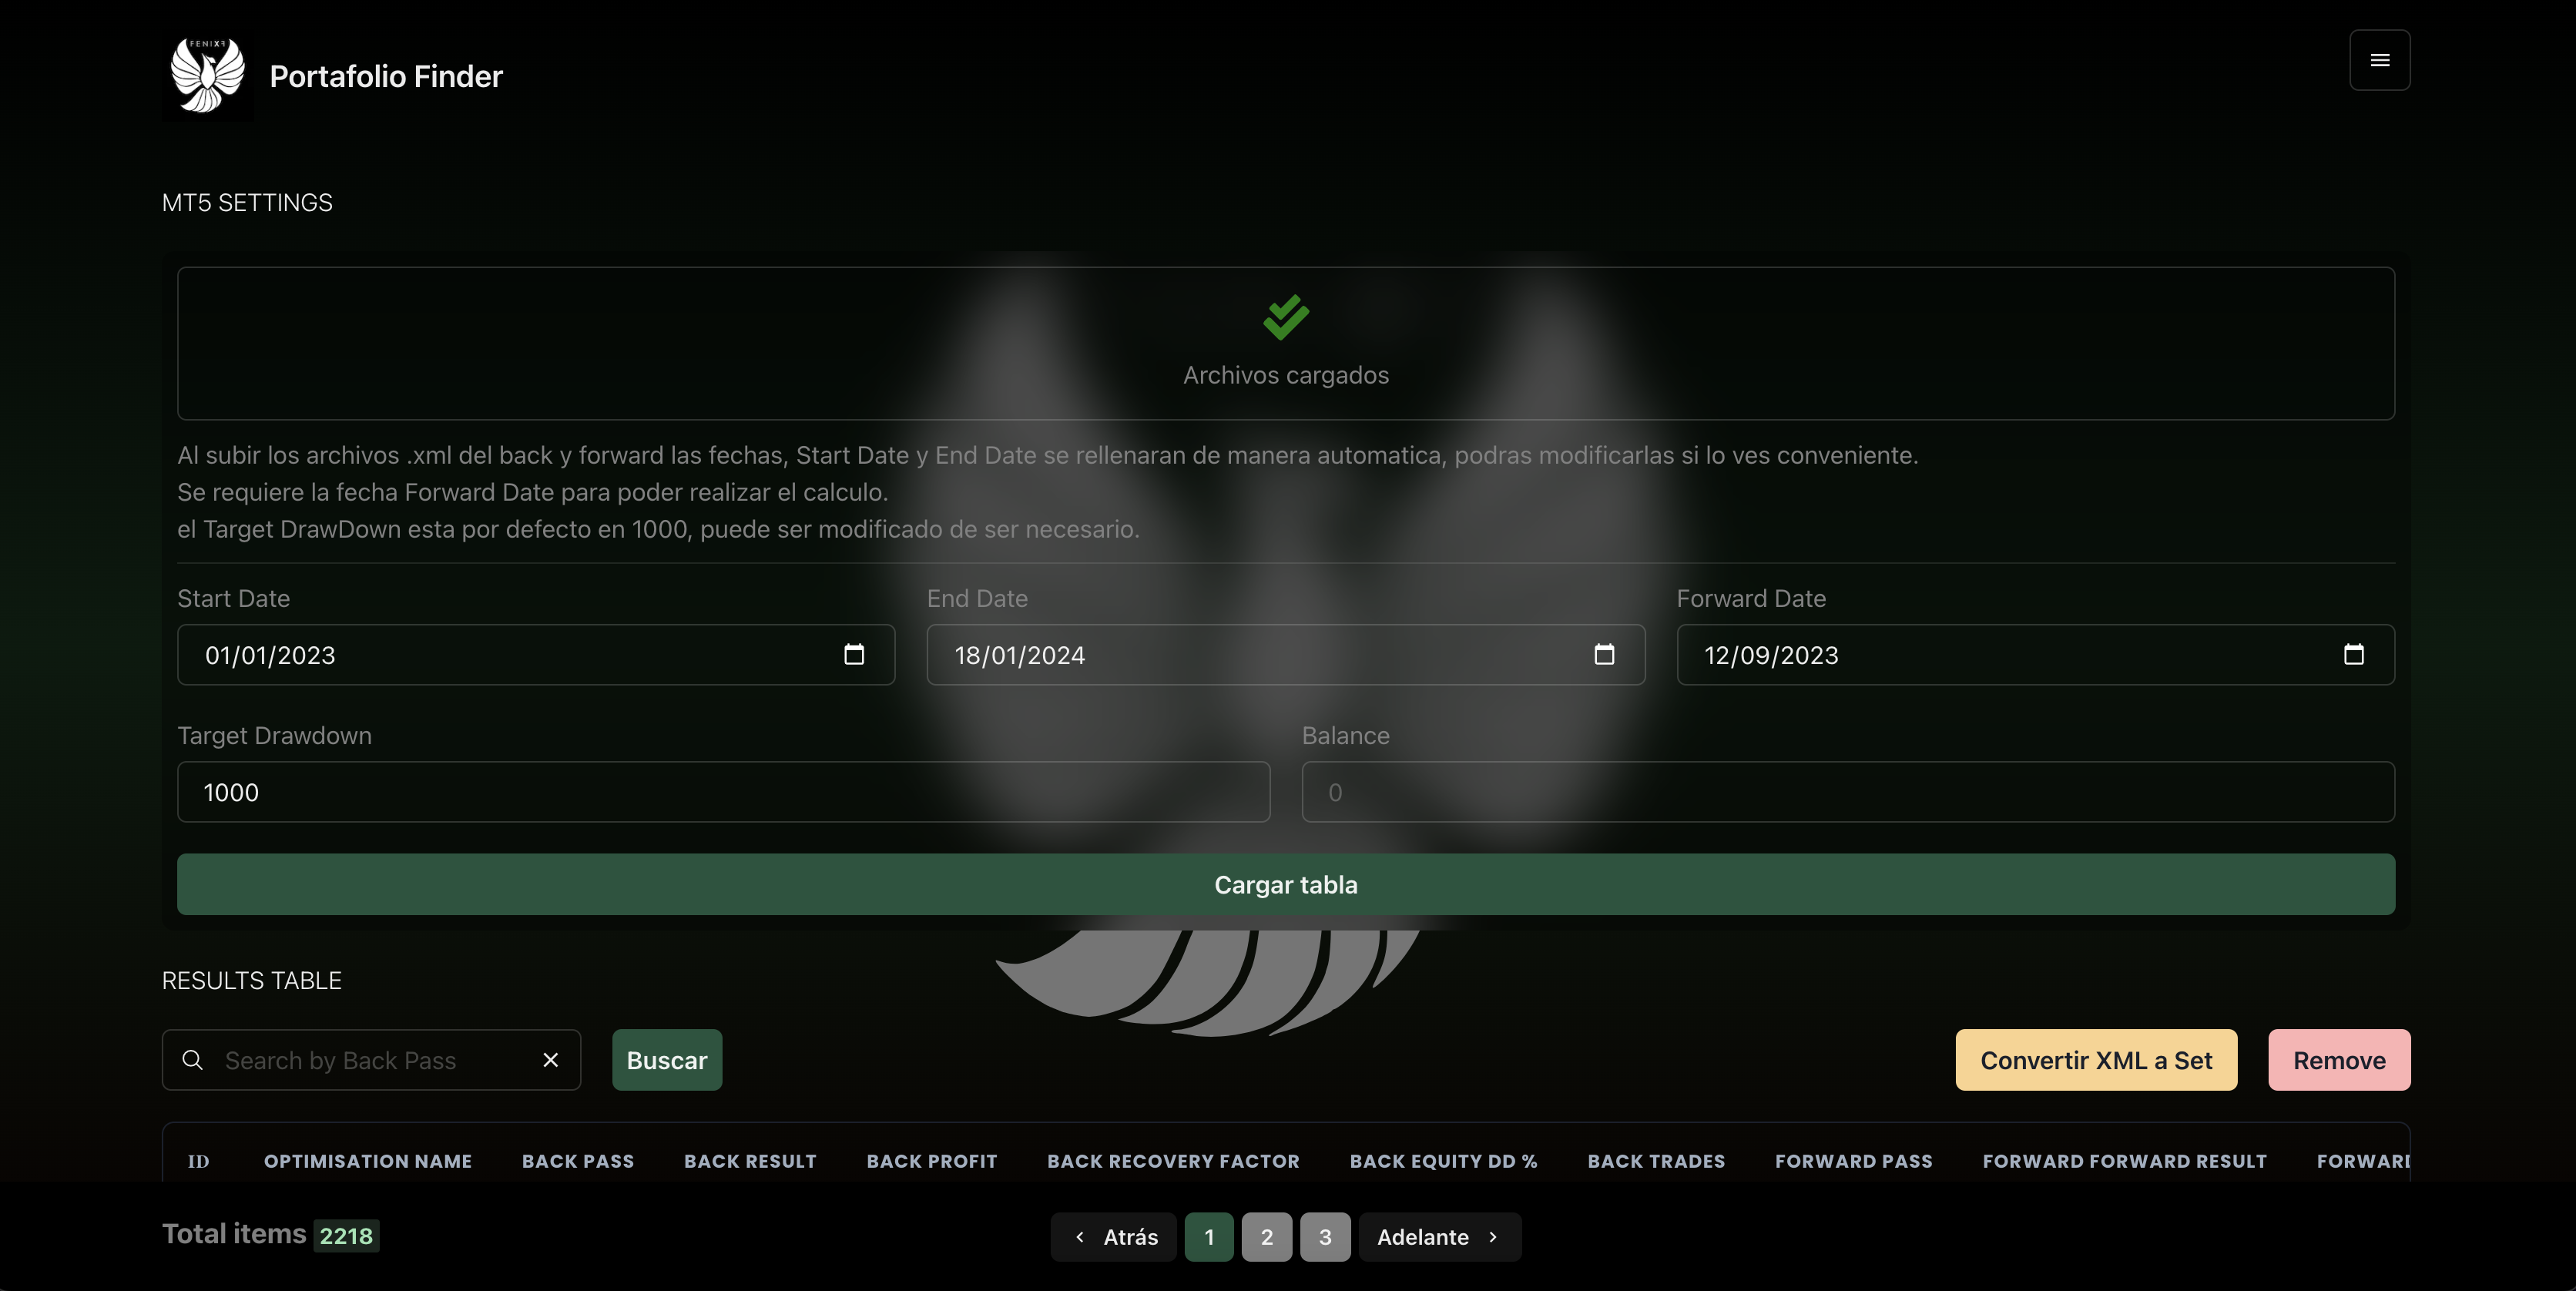 FENIXF
Portafolio Finder
MT5 SETTINGS
Archivos cargados
Al subir los archivos .xml del back y forward las fechas, Start Date y End Date se rellenaran de manera automatica, podras modificarlas si lo ves conveniente.
Se requiere la fecha Forward Date para poder realizar el calculo.
el Target DrawDown esta por defecto en 1000, puede ser modificado de ser necesario.
Start Date
End Date
Forward Date
01/01/2023
18/01/2024
12/09/2023
Target Drawdown
Balance
1000
0
Cargar tabla
RESULTS TABLE
Search by Back Pass
Buscar
Convertir XML a Set
Remove
ID OPTIMISATION NAME BACK PASS BACK RESULT BACK PROFIT BACK RECOVERY FACTOR BACK EQUITY DD % BACK TRADES FORWARD PASS FORWARD FORWARD RESULT FORWARD
Total items 2218
Atrás 1 2 3 Adelante